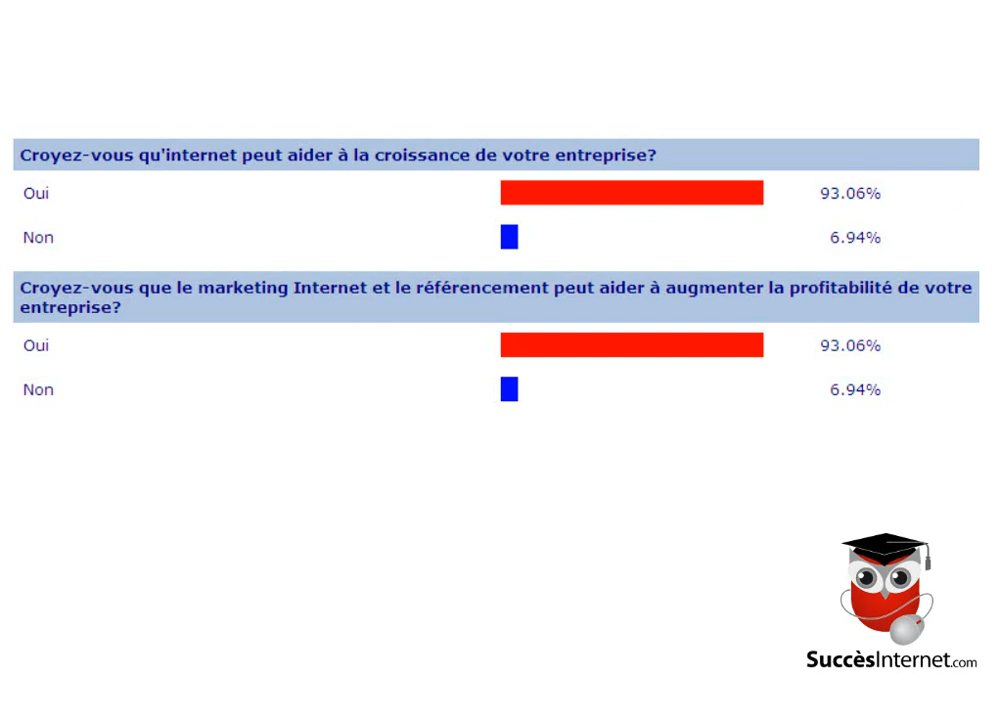 Croyez-vous qu'internet peut aider à la croissance de votre entreprise?
Oui 93.06%
Non 6.94%
Croyez-vous que le marketing Internet et le référencement peut aider à augmenter la profitabilité de votre
entreprise?
Oui 93.06%
Non 6.94%
SuccèsInternet.com